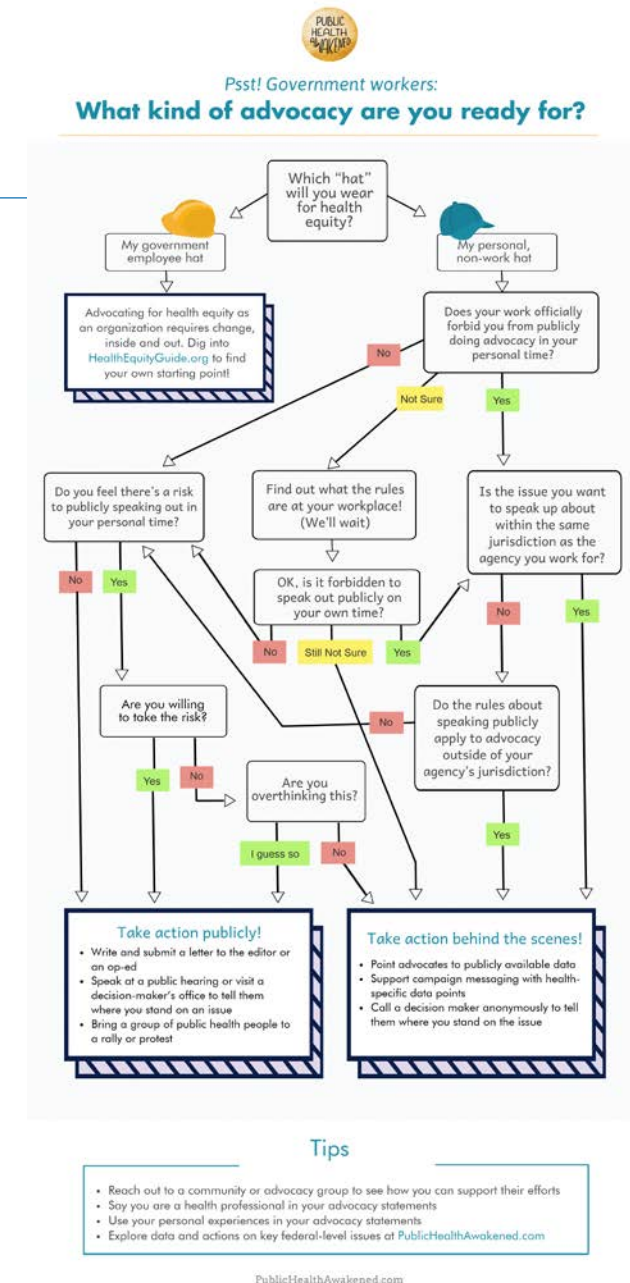 PUBLIC
HEALTH
AWAKENED
Psst! Government workers:
What kind of advocacy are you ready for?
Which "hat"
will you wear
for health
equity?
My government
employee hat
My personal,
non-work hat
Advocating for health equity as
an organization requires change,
inside and out. Dig into
HealthEquityGuide.org to find
your own starting point!
Does your work officially
forbid you from publicly
doing advocacy in your
personal time?
No
Not Sure
Yes
Do you feel there's a risk
to publicly speaking out in
your personal time?
Find out what the rules
are at your workplace!
(We'll wait)
Is the issue you want
to speak up about
within the same
jurisdiction as the
agency you work for?
No
Yes
OK, is it forbidden to
speak out publicly on
your own time?
No
Still Not Sure
Yes
No
Yes
Are you willing
to take the risk?
Do the rules about
speaking publicly
apply to advocacy
outside of your
agency's jurisdiction?
No
Yes
No
Are you
overthinking this?
I guess so
No
Yes
Take action publicly!
• Write and submit a letter to the editor or
an op-ed
• Speak at a public hearing or visit a
decision-maker's office to tell them
where you stand on an issue
• Bring a group of public health people to
a rally or protest
Take action behind the scenes!
• Point advocates to publicly available data
• Support campaign messaging with health-
specific data points
• Call a decision maker anonymously to tell
them where you stand on the issue
Tips
• Reach out to a community or advocacy group to see how you can support their efforts
• Say you are a health professional in your advocacy statements
• Use your personal experiences in your advocacy statements
• Explore data and actions on key federal-level issues at PublicHealthAwakened.com
PublicHealthAwakened.com